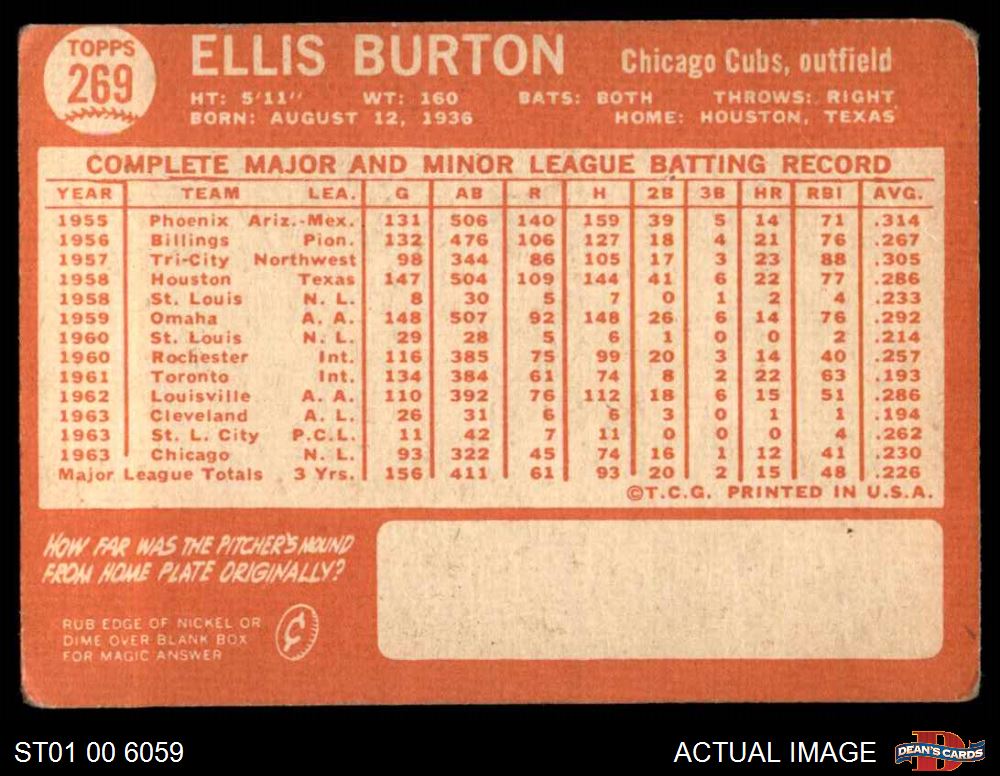 TOPPS
269
ELLIS BURTON
Chicago Cubs, outfield
HT: 5'11" WT: 160 BATS: BOTH THROWS: RIGHT
BORN: AUGUST 12, 1936 HOME: HOUSTON, TEXAS
COMPLETE MAJOR AND MINOR LEAGUE BATTING RECORD
YEAR TEAM LEA. G AB R H 2B 3B HR RBI AVG.
1955 Phoenix Ariz.-Mex. 131 506 140 159 39 5 14 71 .314
1956 Billings Pion. 132 476 106 127 18 4 21 76 .267
1957 Tri-City Northwest 98 344 86 105 17 3 23 88 .305
1958 Houston Texas 147 504 109 144 41 6 22 77 .286
1958 St. Louis N. L. 8 30 5 7 0 1 2 4 .233
1959 Omaha A. A. 148 507 92 148 26 6 14 76 .292
1960 St. Louis N. L. 29 28 5 6 1 0 0 2 .214
1960 Rochester Int. 116 385 75 99 20 3 14 40 .257
1961 Toronto Int. 134 384 61 74 8 2 22 63 .193
1962 Louisville A. A. 110 392 76 112 18 6 15 51 .286
1963 Cleveland A. L. 26 31 6 6 3 0 1 1 .194
1963 St. L. City P.C.L. 11 42 7 11 0 0 0 4 .262
1963 Chicago N. L. 93 322 45 74 16 1 12 41 .230
Major League Totals 3 Yrs. 156 411 61 93 20 2 15 48 .226
©T.C.G. PRINTED IN U.S.A.
HOW FAR WAS THE PITCHER'S MOUND
FROM HOME PLATE ORIGINALLY?
RUB EDGE OF NICKEL OR
DIME OVER BLANK BOX
FOR MAGIC ANSWER
¢
ST01 00 6059
ACTUAL IMAGE
DEAN'S CARDS